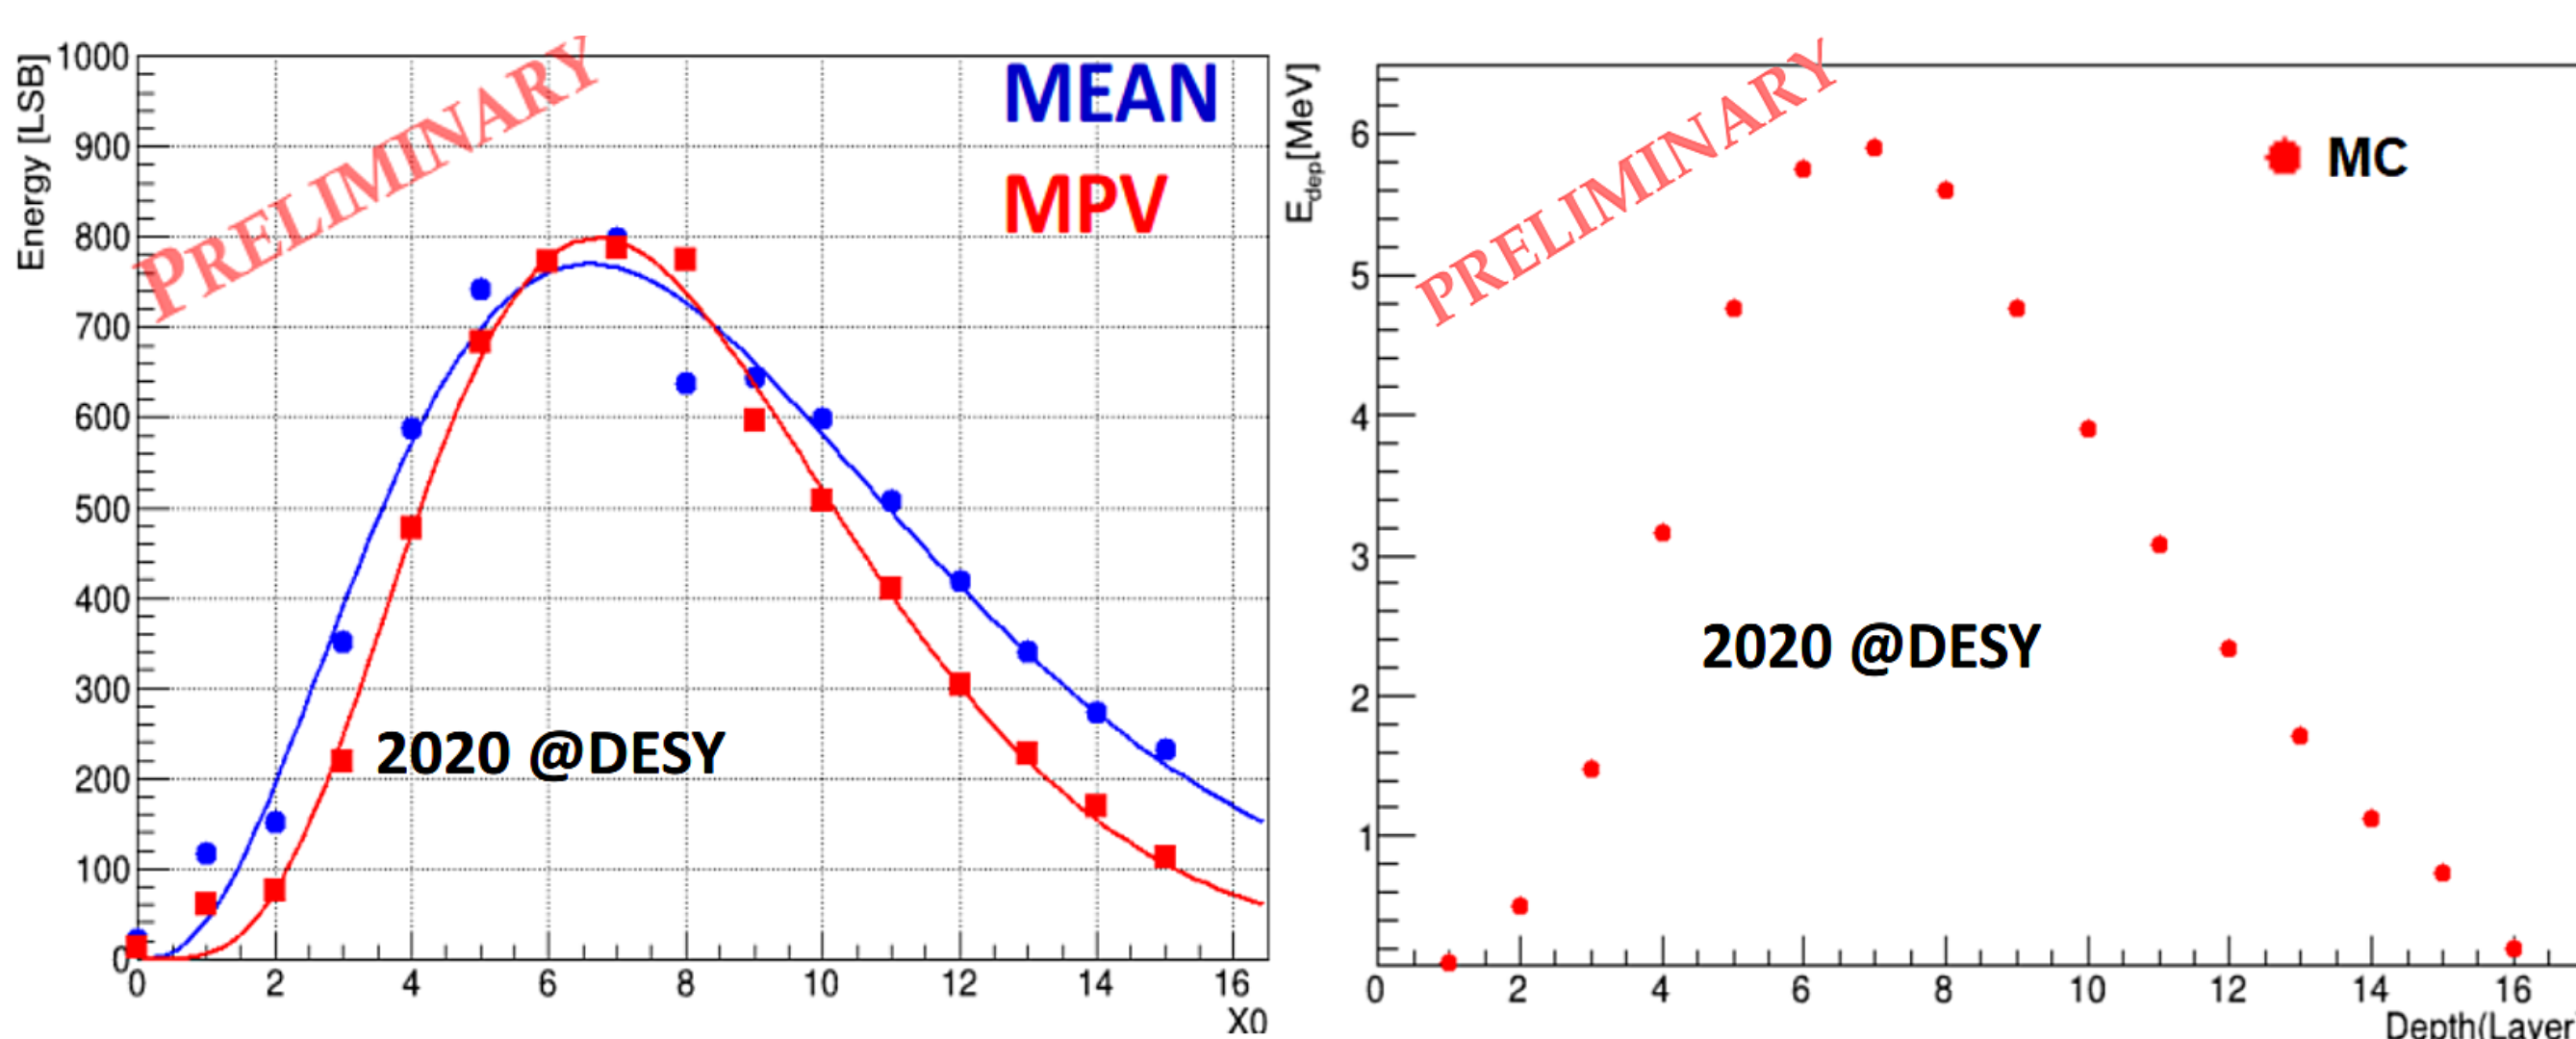 PRELIMINARY
MEAN
MPV
2020 @DESY
Energy [LSB]
1000
900
800
700
600
500
400
300
200
100
0
0 2 4 6 8 10 12 14 16
X0
PRELIMINARY
MC
2020 @DESY
Edep[MeV]
6
5
4
3
2
1
0 2 4 6 8 10 12 14 16
Depth(Layer